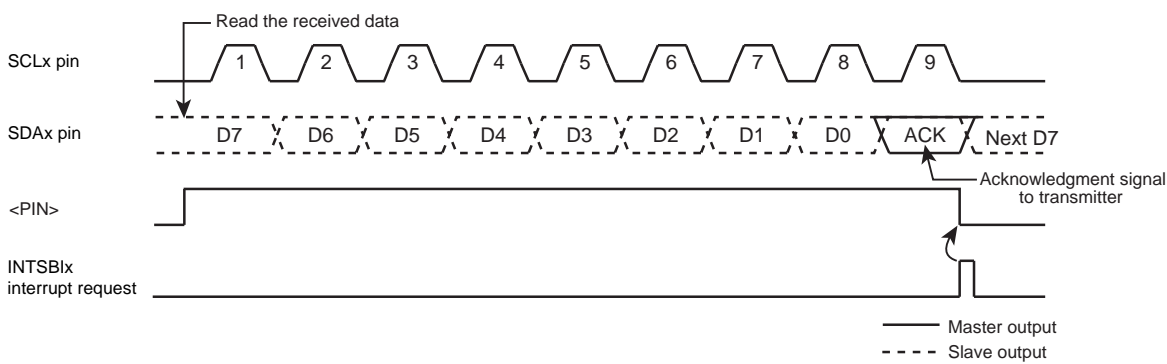 Read the received data
SCLx pin
1 2 3 4 5 6 7 8 9
SDAx pin
D7 D6 D5 D4 D3 D2 D1 D0 ACK Next D7
Acknowledgment signal
to transmitter
<PIN>
INTSBIx
interrupt request
Master output
Slave output